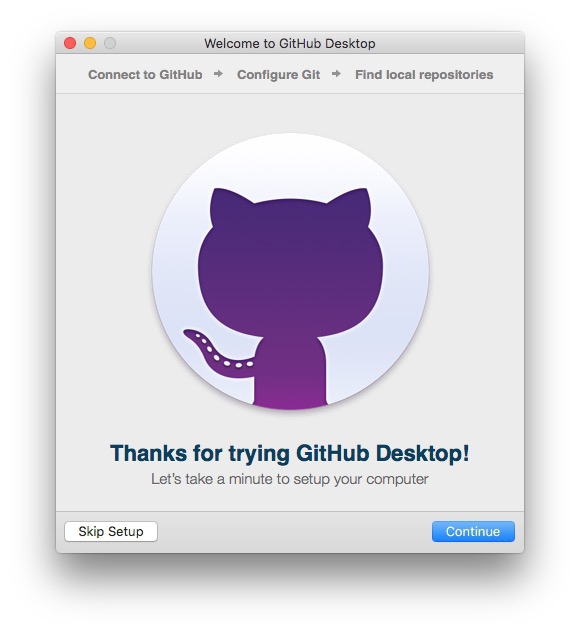 Welcome to GitHub Desktop
Connect to GitHub → Configure Git → Find local repositories
Thanks for trying GitHub Desktop!
Let's take a minute to setup your computer
Skip Setup Continue